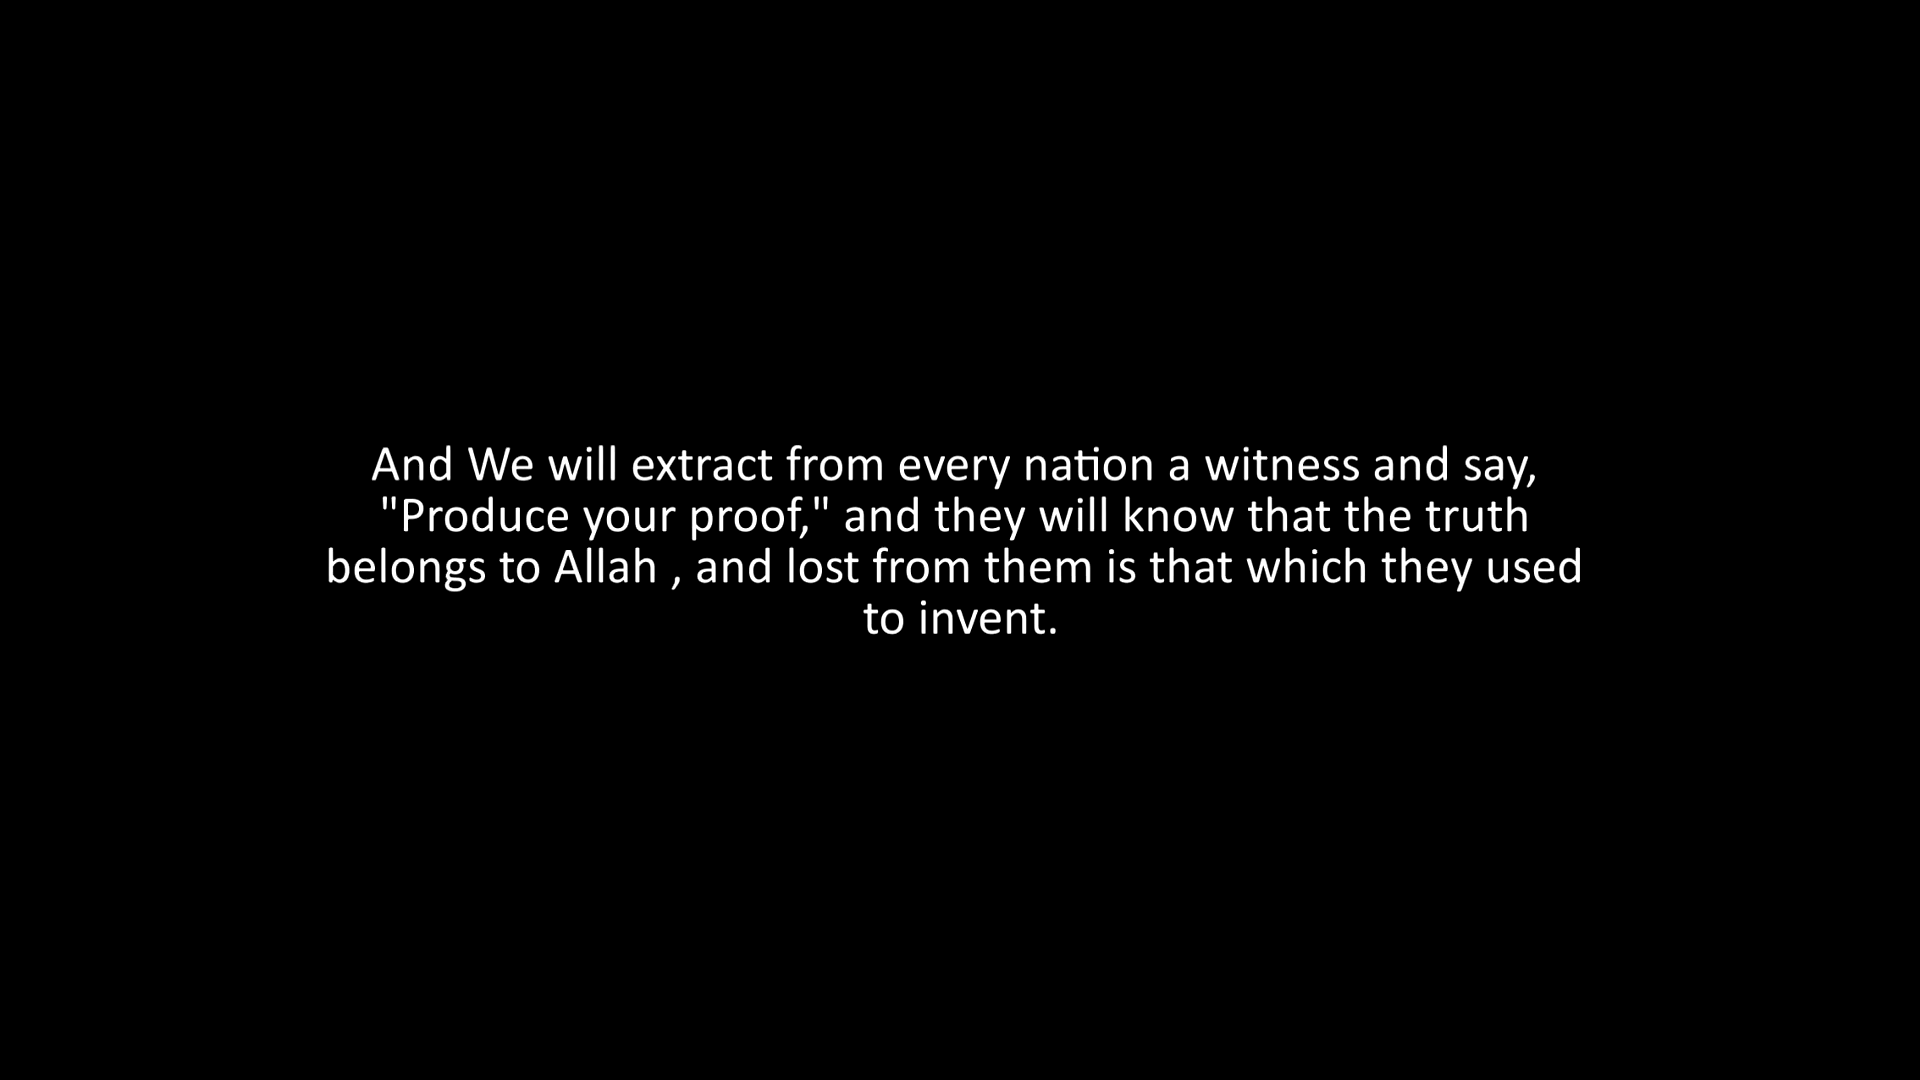 And We will extract from every nation a witness and say,
"Produce your proof," and they will know that the truth
belongs to Allah , and lost from them is that which they used
to invent.